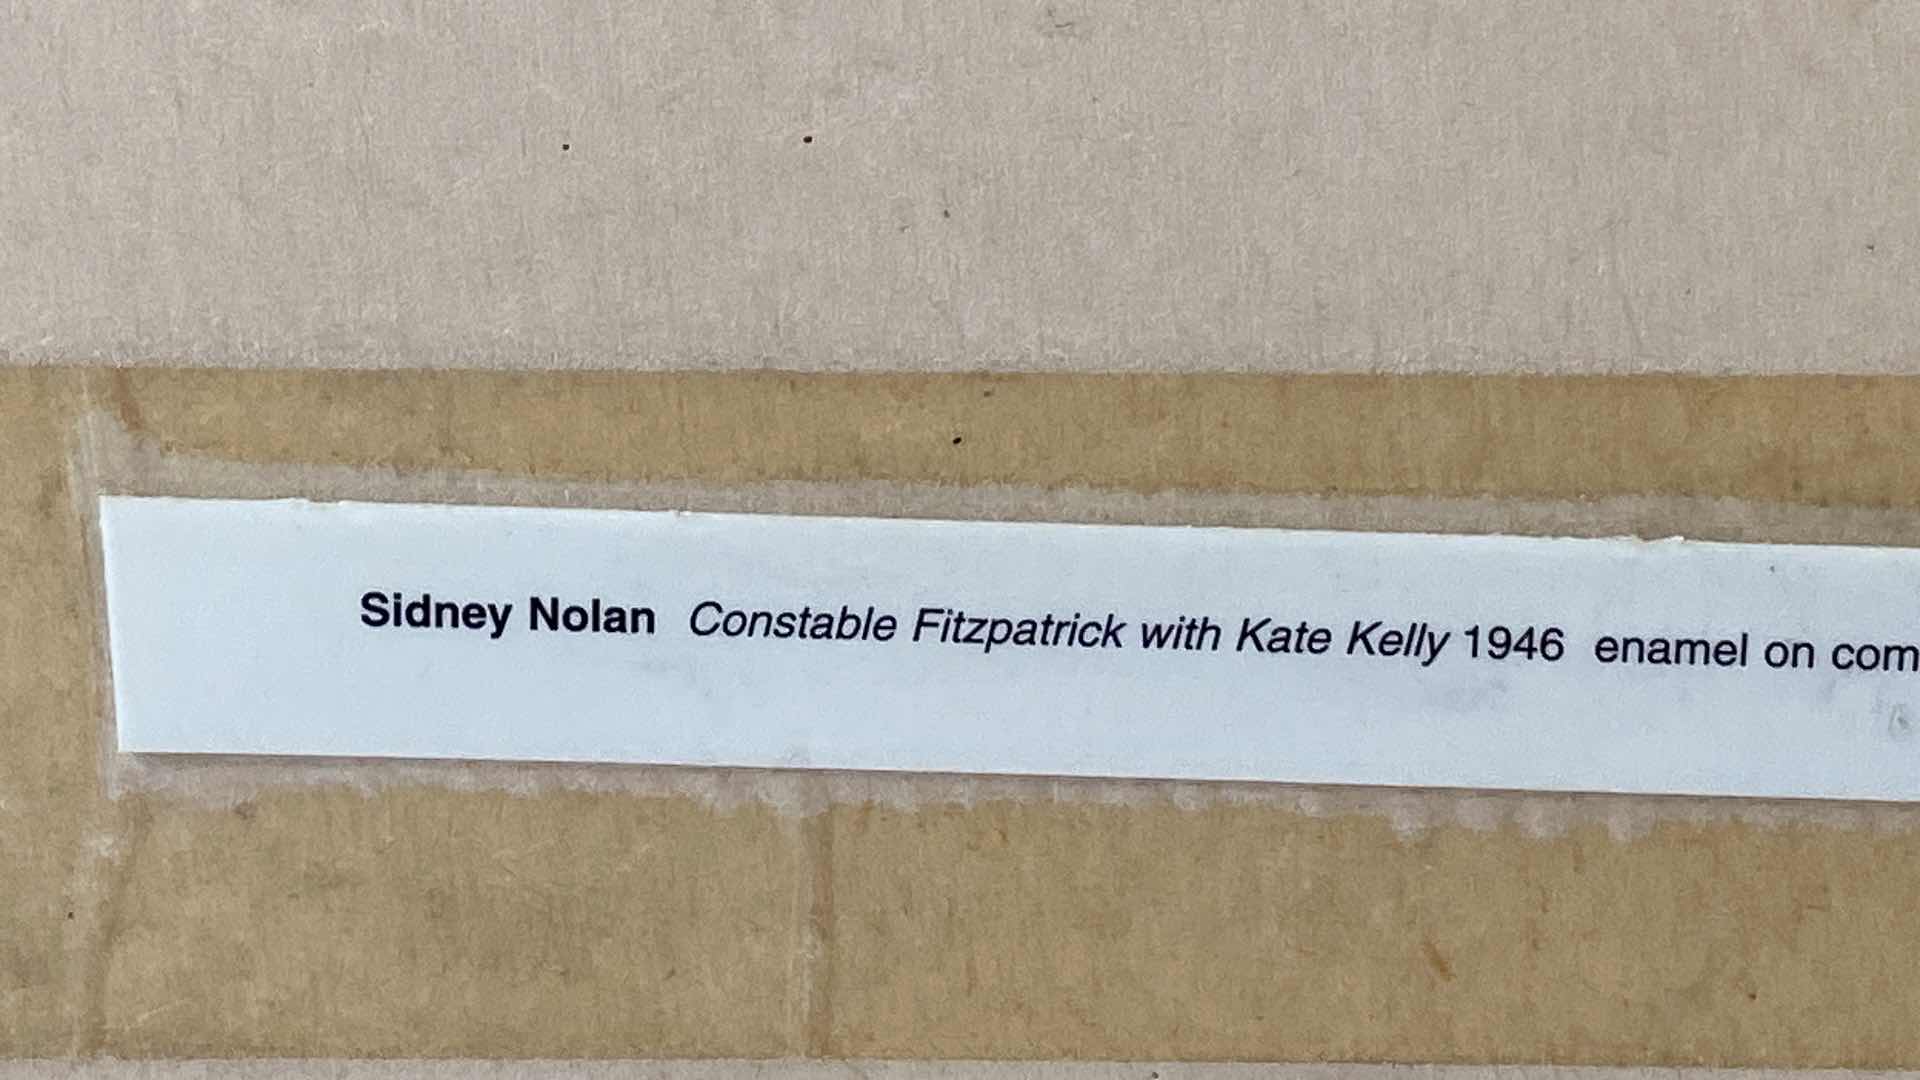 Sidney Nolan Constable Fitzpatrick with Kate Kelly 1946 enamel on com